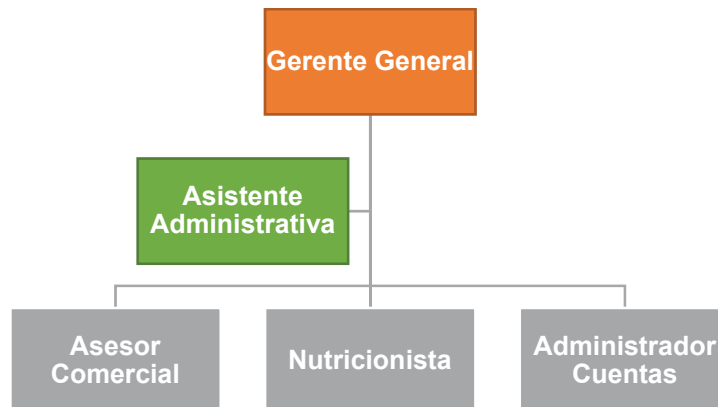 Gerente General
Asistente
Administrativa
Asesor
Comercial
Nutricionista
Administrador
Cuentas